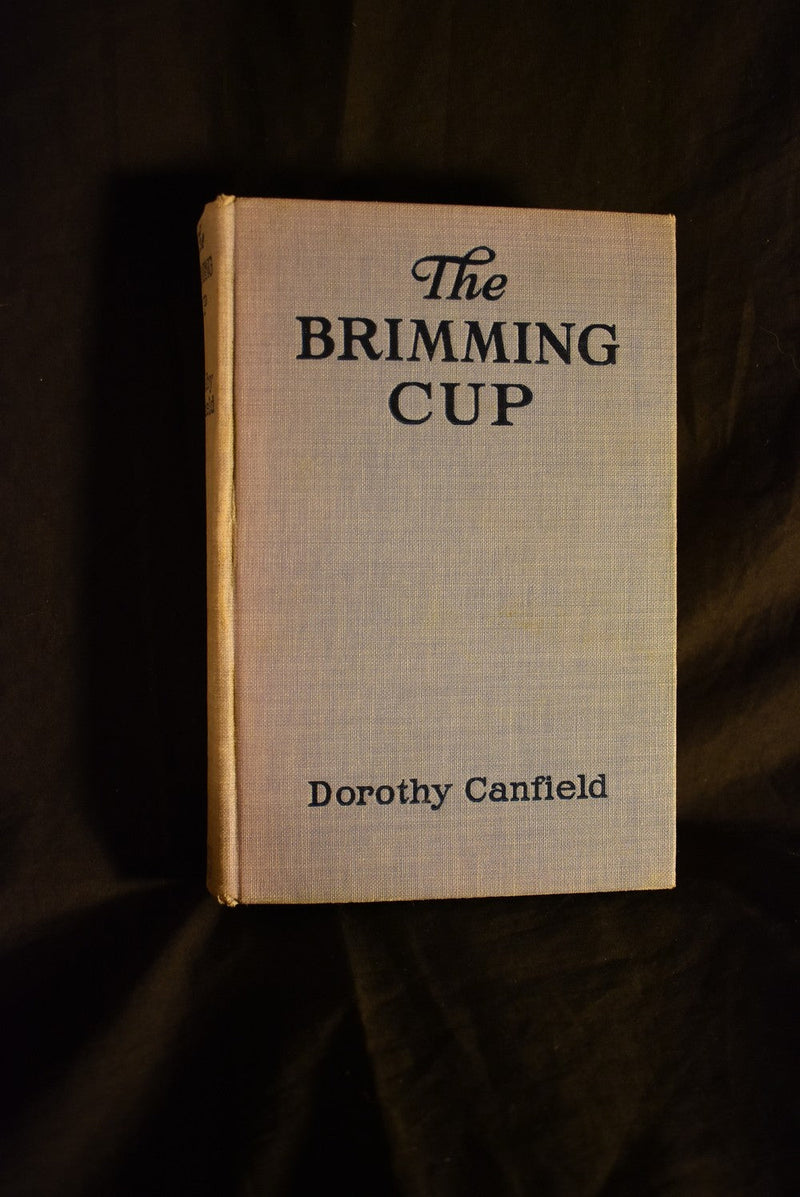 The
BRIMMING
CUP
Dorothy Canfield